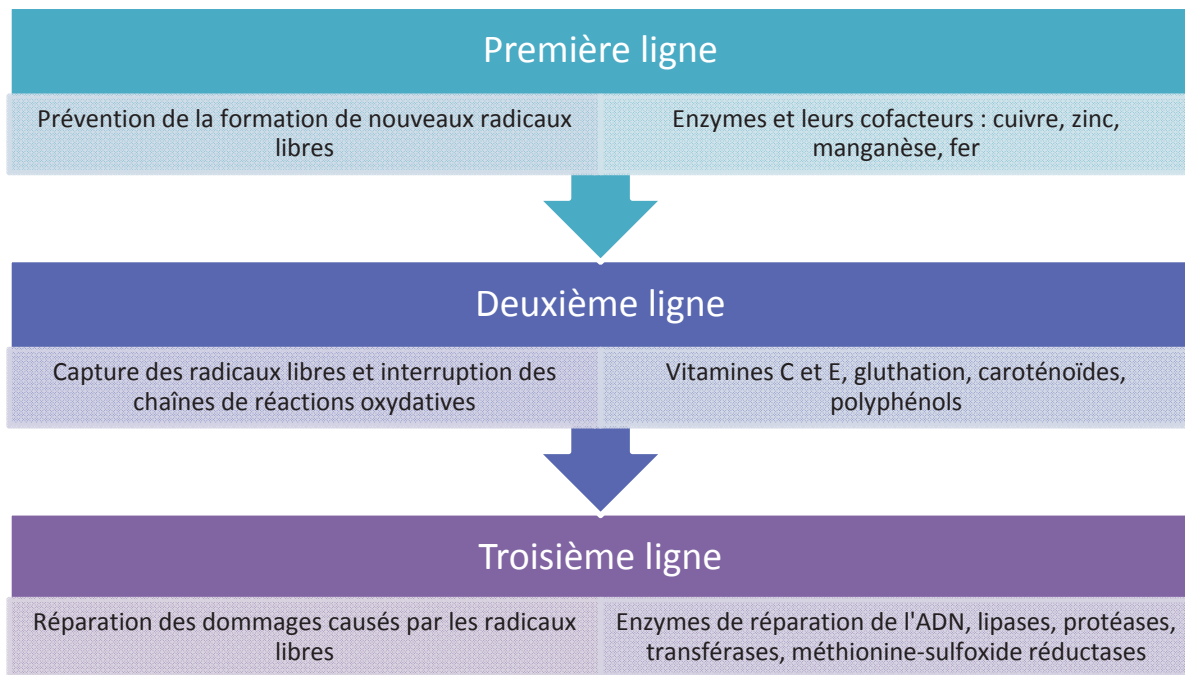 Première ligne
Prévention de la formation de nouveaux radicaux
libres
Enzymes et leurs cofacteurs : cuivre, zinc,
manganèse, fer
Deuxième ligne
Capture des radicaux libres et interruption des
chaînes de réactions oxydatives
Vitamines C et E, gluthation, caroténoïdes,
polyphénols
Troisième ligne
Réparation des dommages causés par les radicaux
libres
Enzymes de réparation de l'ADN, lipases, protéases,
transférases, méthionine-sulfoxide réductases